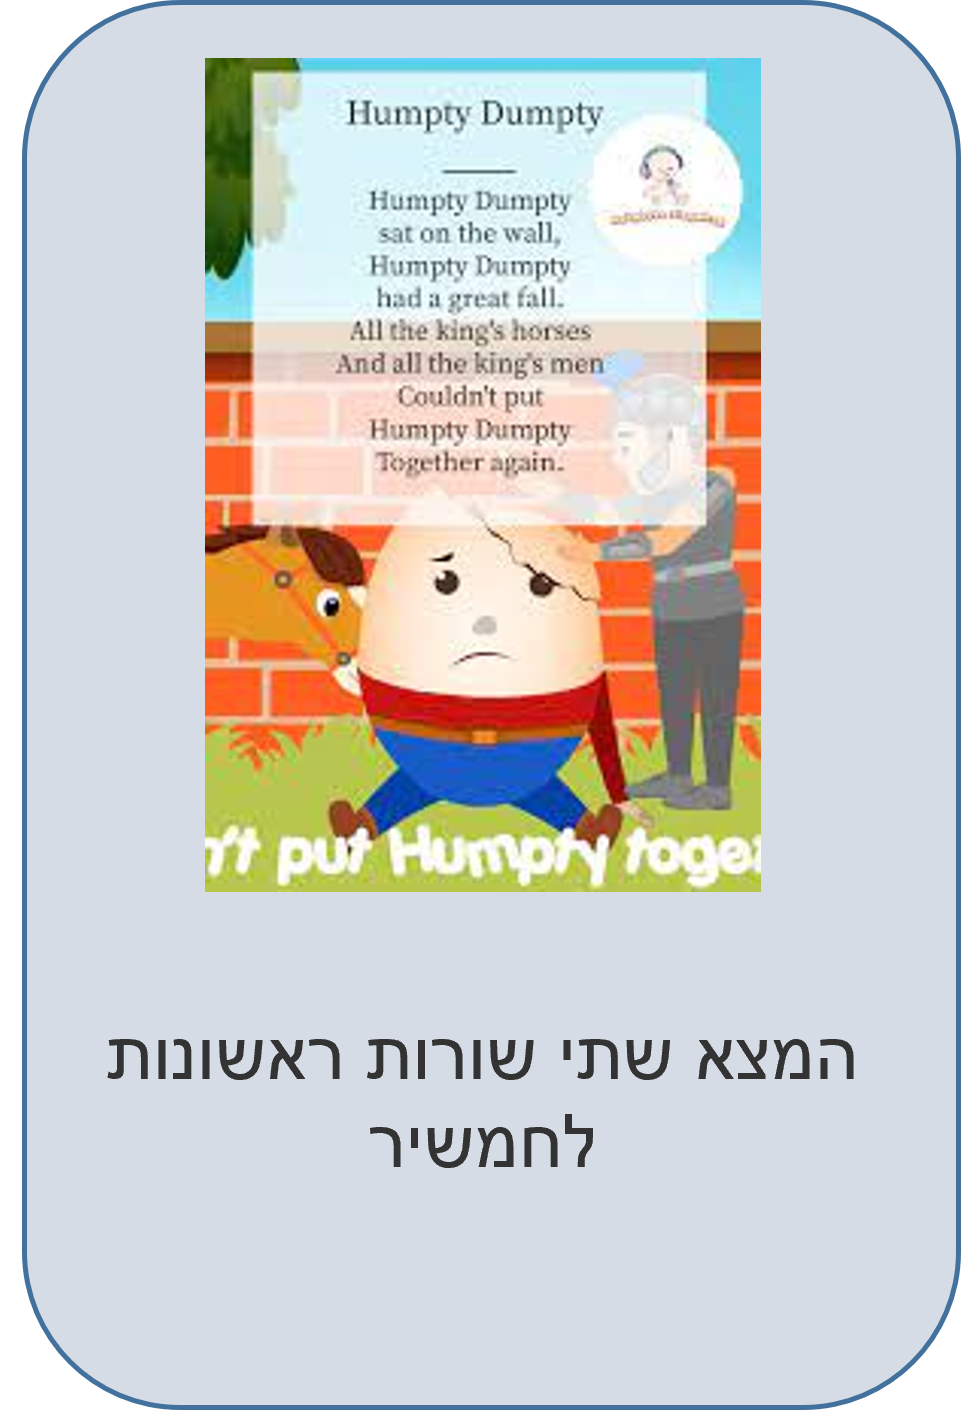 Humpty Dumpty
Humpty Dumpty
sat on the wall,
Humpty Dumpty
had a great fall.
All the king's horses
And all the king's men
Couldn't put
Humpty Dumpty
Together again.
n't put Humpty toge
המצא שתי שורות ראשונות
לחמשיר